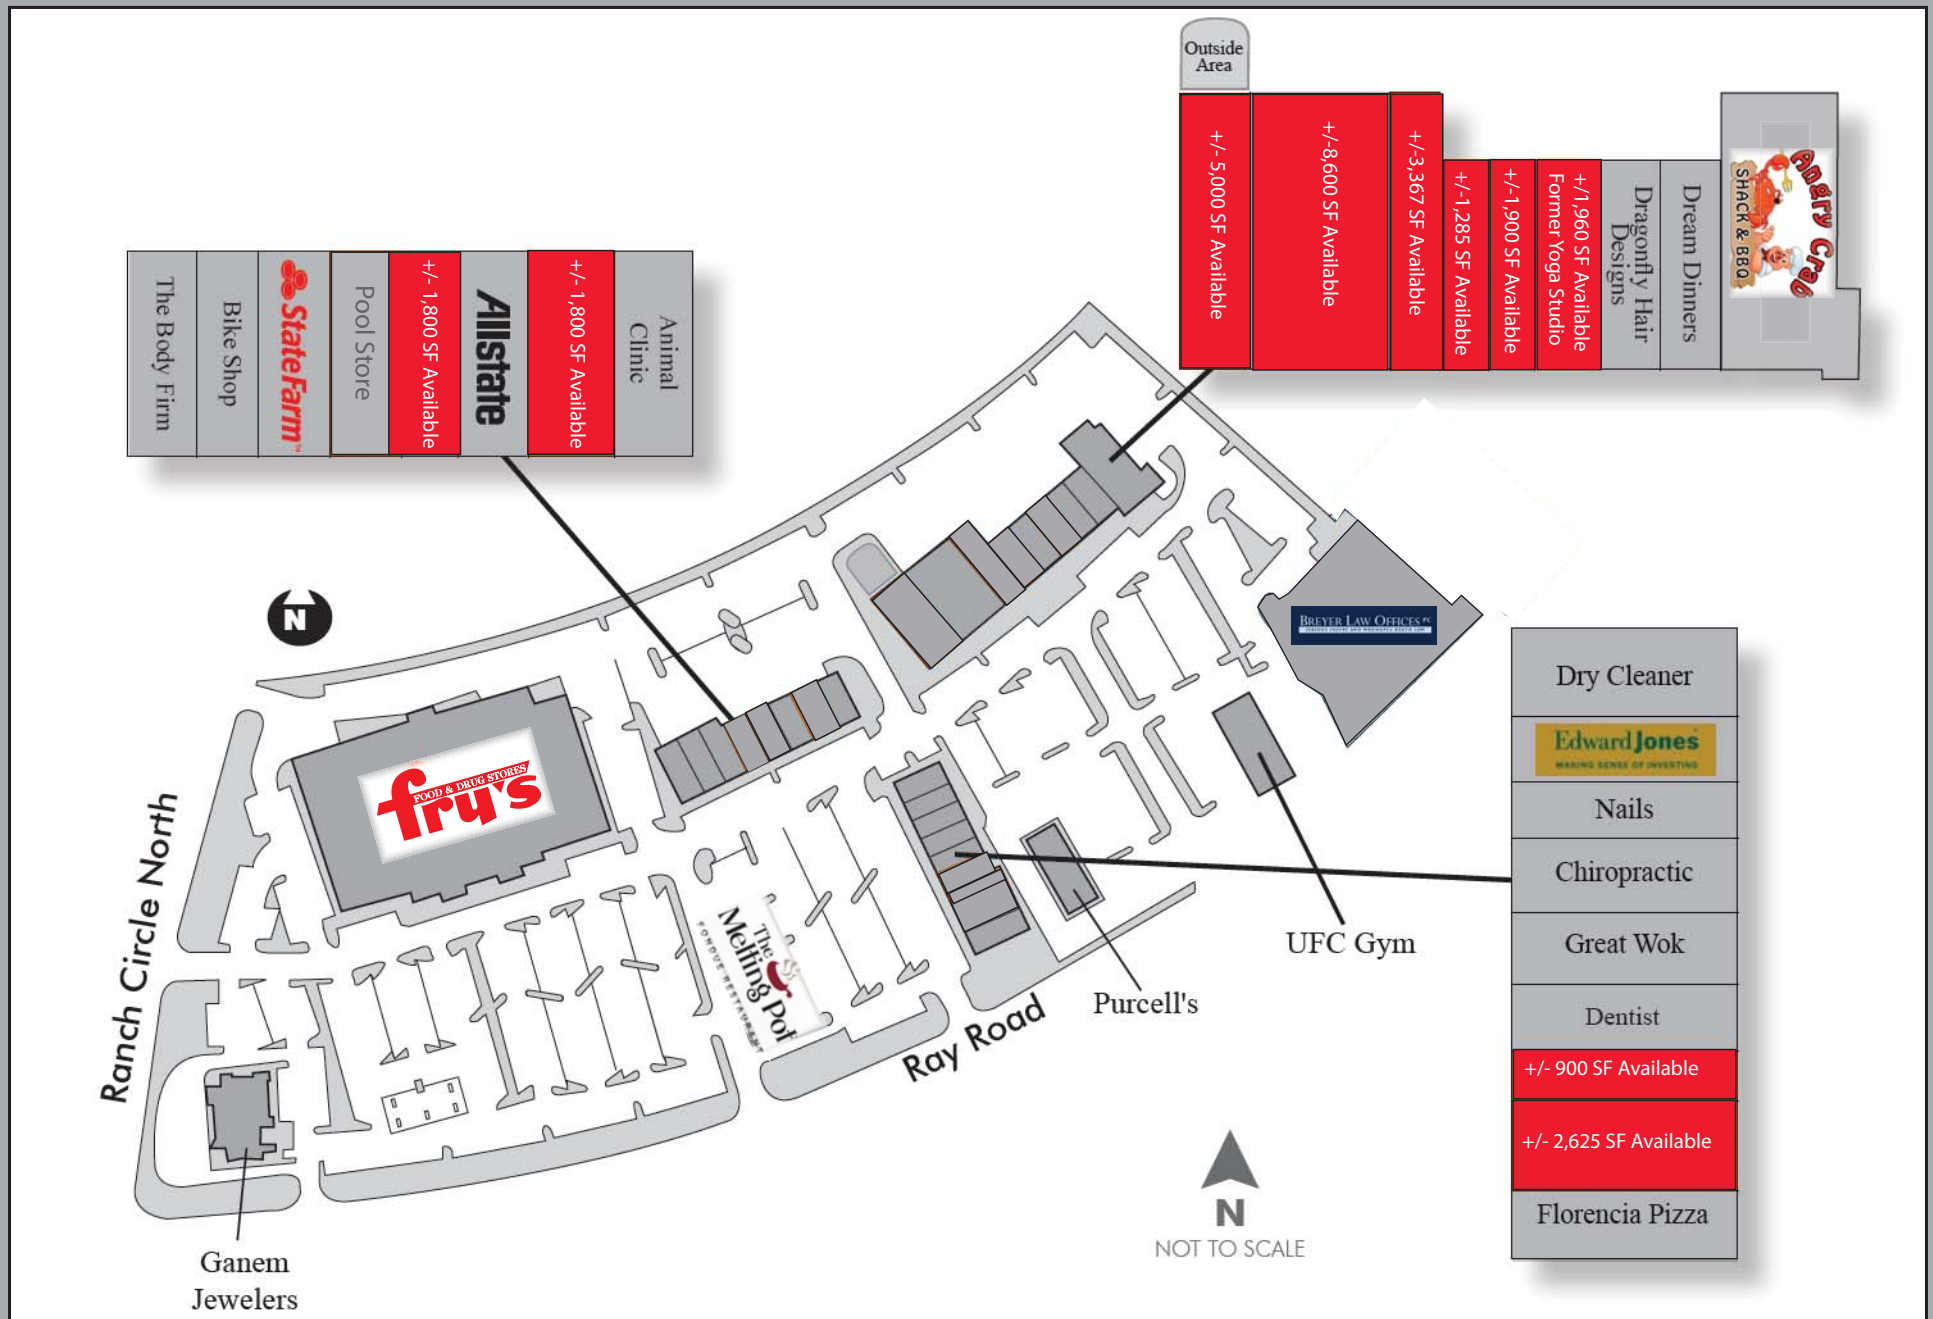 Outside
Area
+/- 5,000 SF Available
+/-8,600 SF Available
+/-3,367 SF Available
+/-1,285 SF Available
+/-1,900 SF Available
+/1,960 SF Available
Former Yoga Studio
Dragonfly Hair
Designs
Dream Dinners
Angry Crab
SHACK & BBQ
The Body Firm
Bike Shop
StateFarm™
Pool Store
+/- 1,800 SF Available
Allstate
+/- 1,800 SF Available
Animal
Clinic
N
BREYER LAW OFFICES PC
fry's
FOOD & DRUG STORES
Ranch Circle North
The
Melting Pot
FONDUE RESTAURANT
Ray Road
Purcell's
UFC Gym
Dry Cleaner
Edward Jones
MAKING SENSE OF INVESTING
Nails
Chiropractic
Great Wok
Dentist
+/- 900 SF Available
+/- 2,625 SF Available
Florencia Pizza
N
NOT TO SCALE
Ganem
Jewelers